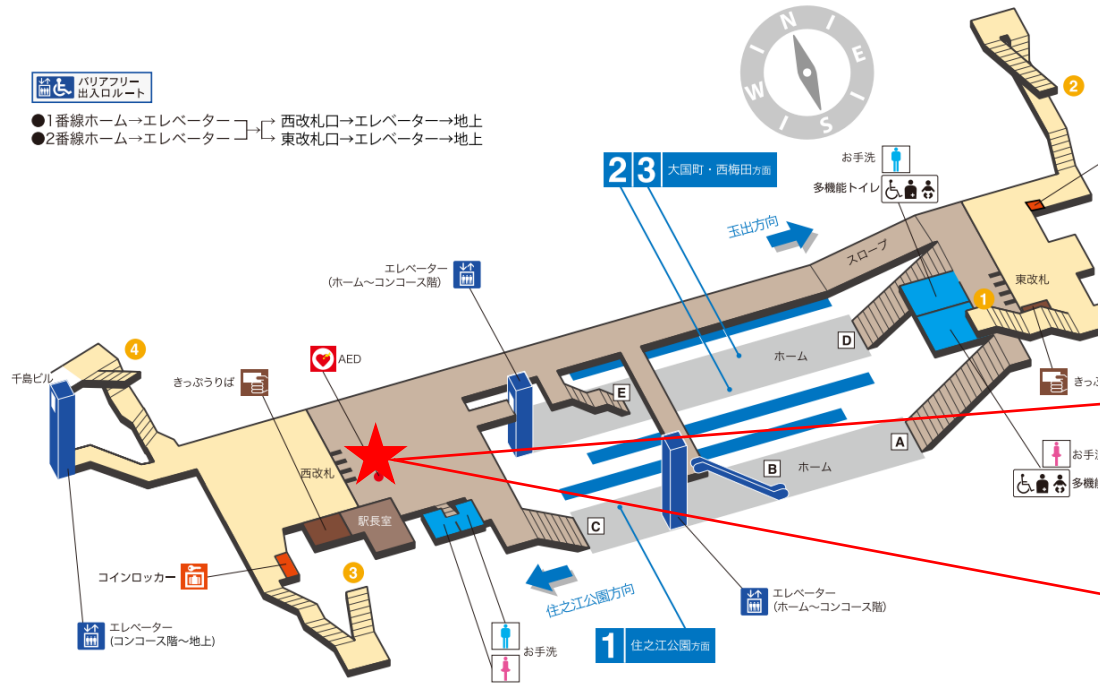 バリアフリー
出入口ルート
●1番線ホーム→エレベーター
●2番線ホーム→エレベーター
→西改札口→エレベーター→地上
→東改札口→エレベーター→地上
N
E
S
W
2
2 3 大国町・西梅田方面
お手洗
多機能トイレ
玉出方向
スロープ
東改札
1
エレベーター
(ホーム~コンコース階)
D
ホーム
4
AED
千島ビル
きっぷうりば
E
きっぷ
A
西改札
B
ホーム
お手洗
多機能
駅長室
C
コインロッカー
3
住之江公園方向
エレベーター
(ホーム~コンコース階)
エレベーター
(コンコース階~地上)
お手洗
1 住之江公園方面